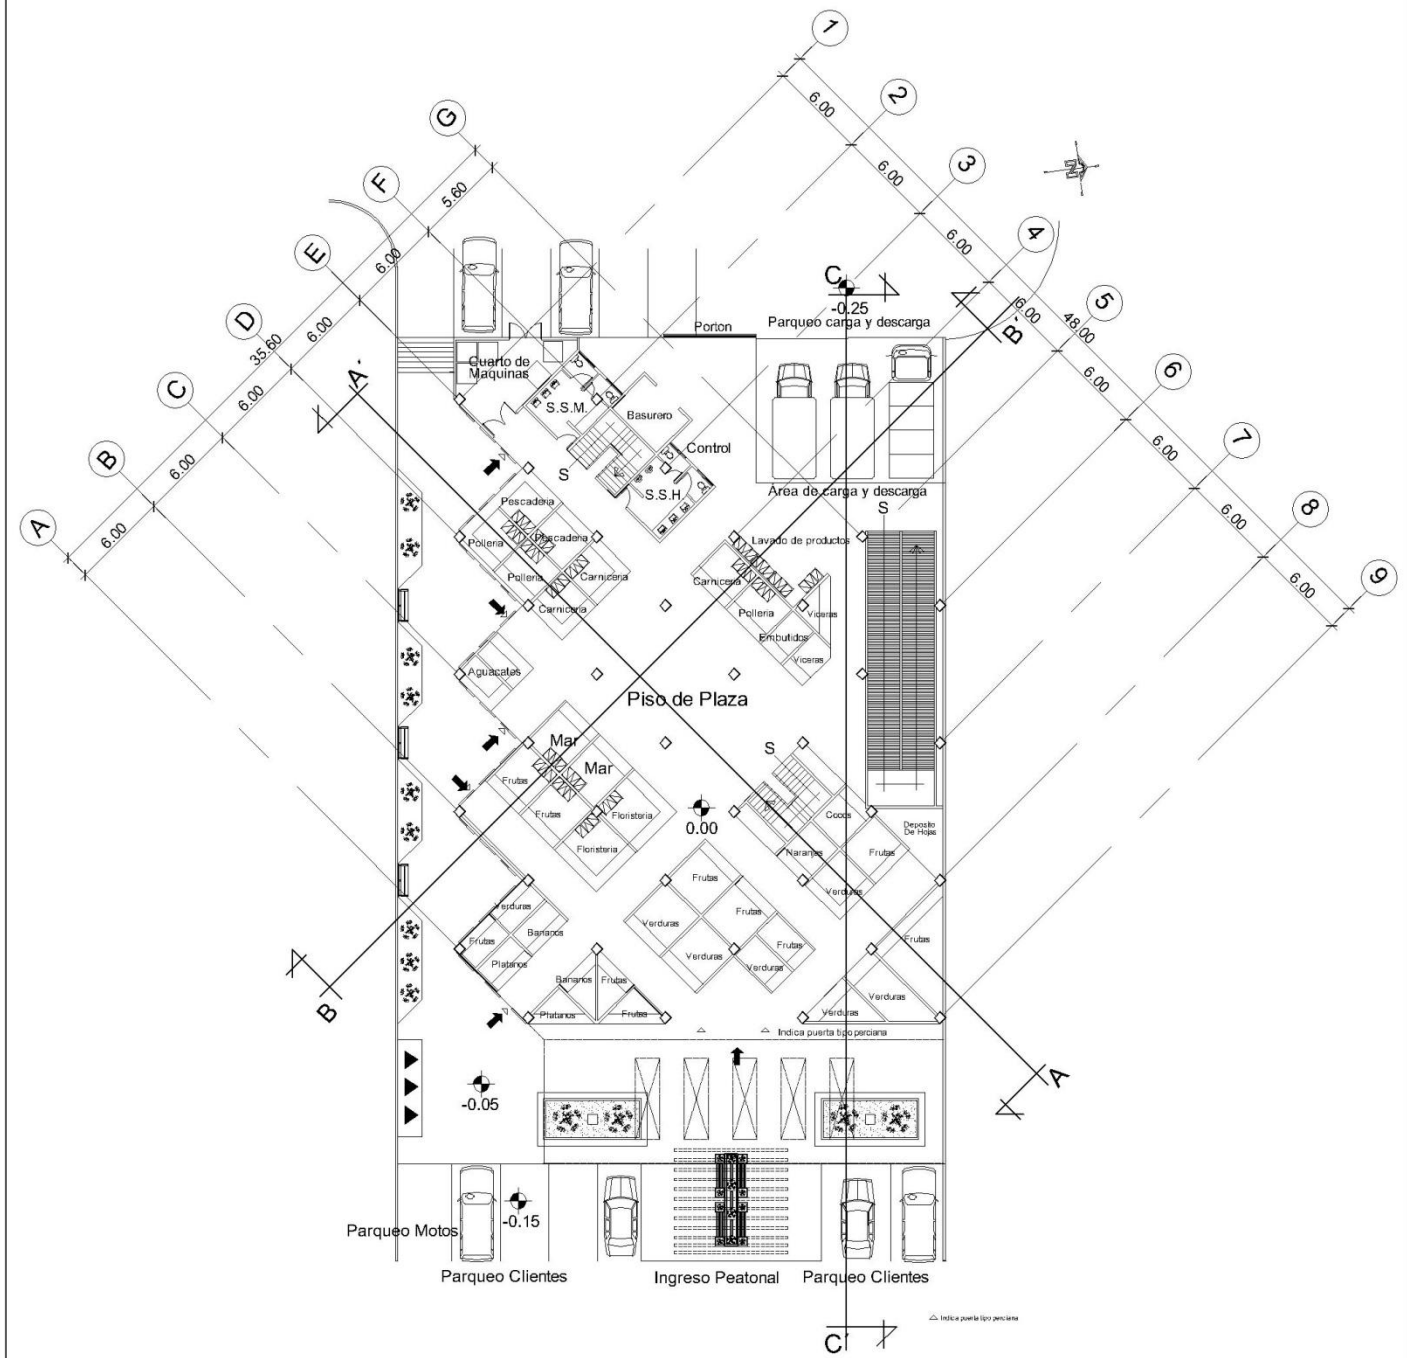 1
2
3
4
5
6
7
8
9
6.00
6.00
6.00
6.00
6.00
6.00
6.00
6.00
48.00
G
F
E
D
C
B
A
5.60
6.00
6.00
6.00
6.00
6.00
35.60
N
A'
B'
C
-0.25
Parqueo carga y descarga
Porton
Cuarto de
Maquinas
S.S.M.
Basurero
Control
S
S.S.H.
Área de carga y descarga
S
Pescaderia
Polleria
Pescaderia
Polleria
Carniceria
Carniceria
Lavado de productos
Carniceria
Polleria
Viceras
Embutidos
Viceras
Aguacates
Piso de Plaza
Mar
Mar
S
Frutas
Frutas
Floristeria
Floristeria
0.00
Cocos
Deposito
De Hojas
Naranjas
Frutas
Verduras
Frutas
Verduras
Frutas
Verduras
Frutas
Verduras
Verduras
Bananos
Frutas
Platanos
Bananos
Frutas
Platanos
Frutas
Frutas
Verduras
Verduras
Indica puerta tipo perciana
B
A
-0.05
-0.15
Parqueo Motos
Parqueo Clientes
Ingreso Peatonal
Parqueo Clientes
Indica puerta tipo perciana
C'